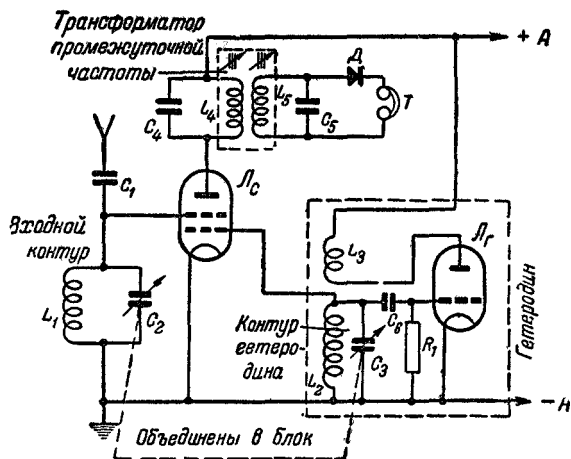 Трансформатор
промежуточной
частоты
+ А
L4
L5
C4
C5
Д
Т
C1
Лс
Входной
контур
L1
C2
L3
Лг
Контур
гетеро-
дина
L2
C3
C6
R1
Гетеродин
− Н
Объединены в блок